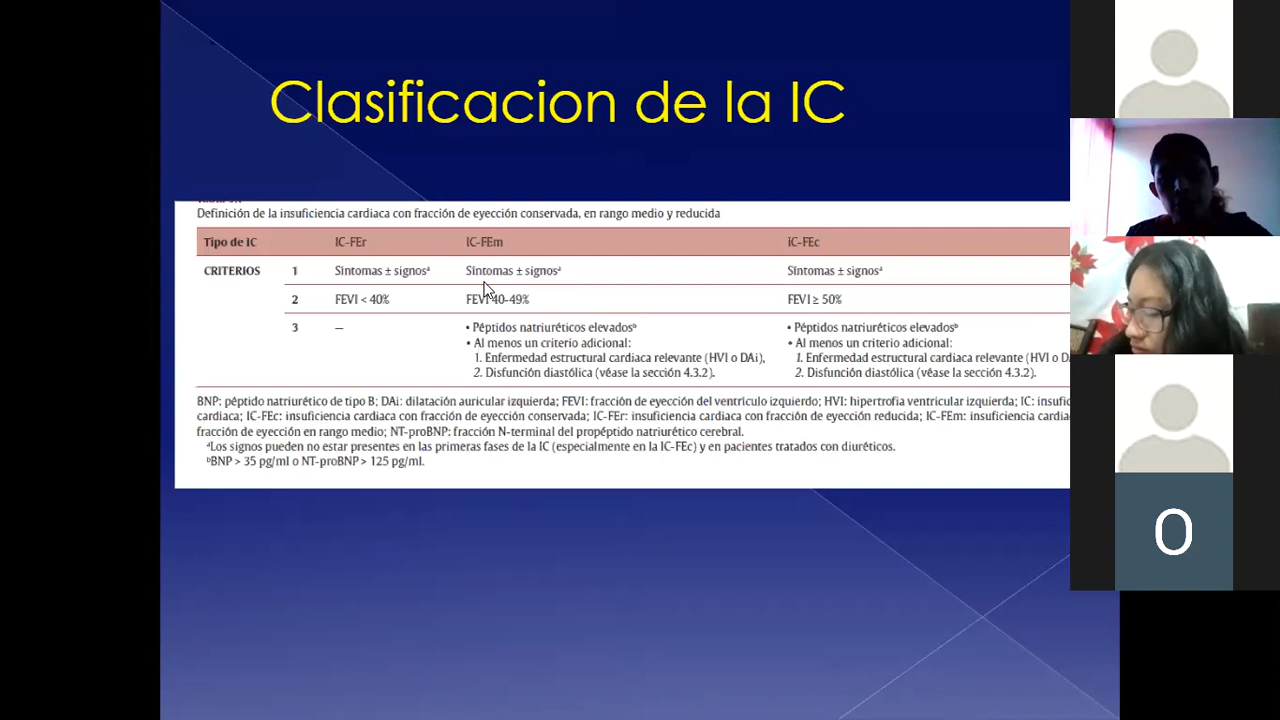 Clasificacion de la IC
Definición de la insuficiencia cardiaca con fracción de eyección conservada, en rango medio y reducida
Tipo de IC IC-FEr IC-FEm iC-FEc
CRITERIOS 1 Síntomas ± signosª Síntomas ± signosª Síntomas ± signosª
2 FEVI < 40% FEVI 40-49% FEVI ≥ 50%
3 — • Péptidos natriuréticos elevadosᵇ • Péptidos natriuréticos elevadosᵇ
• Al menos un criterio adicional: • Al menos un criterio adicional:
1. Enfermedad estructural cardiaca relevante (HVI o DAi), 1. Enfermedad estructural cardiaca relevante (HVI o
2. Disfunción diastólica (véase la sección 4.3.2). 2. Disfunción diastólica (véase la sección 4.3.2).
BNP: péptido natriurético de tipo B; DAi: dilatación auricular izquierda; FEVI: fracción de eyección del ventrículo izquierdo; HVI: hipertrofia ventricular izquierda; IC:
cardiaca; IC-FEc: insuficiencia cardiaca con fracción de eyección conservada; IC-FEr: insuficiencia cardiaca con fracción de eyección reducida; IC-FEm: insuficiencia
fracción de eyección en rango medio; NT-proBNP: fracción N-terminal del propéptido natriurético cerebral.
ªLos signos pueden no estar presentes en las primeras fases de la IC (especialmente en la IC-FEc) y en pacientes tratados con diuréticos.
ᵇBNP > 35 pg/ml o NT-proBNP > 125 pg/ml.
O